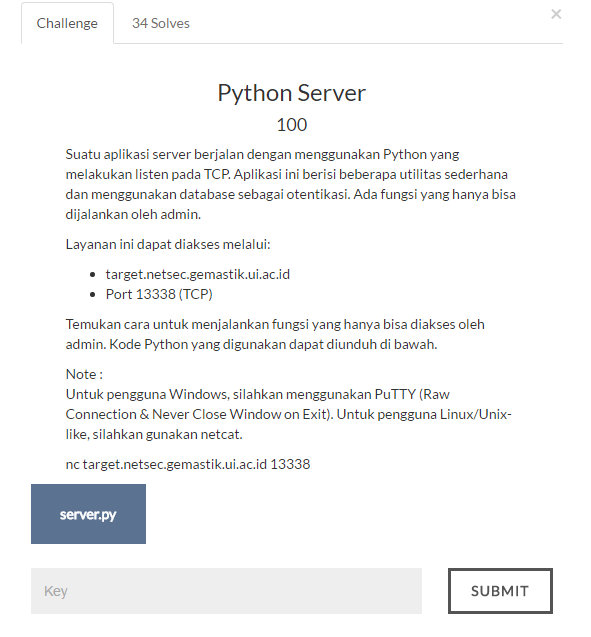 Challenge
34 Solves
×
Python Server
100
Suatu aplikasi server berjalan dengan menggunakan Python yang
melakukan listen pada TCP. Aplikasi ini berisi beberapa utilitas sederhana
dan menggunakan database sebagai otentikasi. Ada fungsi yang hanya bisa
dijalankan oleh admin.
Layanan ini dapat diakses melalui:
• target.netsec.gemastik.ui.ac.id
• Port 13338 (TCP)
Temukan cara untuk menjalankan fungsi yang hanya bisa diakses oleh
admin. Kode Python yang digunakan dapat diunduh di bawah.
Note :
Untuk pengguna Windows, silahkan menggunakan PuTTY (Raw
Connection & Never Close Window on Exit). Untuk pengguna Linux/Unix-
like, silahkan gunakan netcat.
nc target.netsec.gemastik.ui.ac.id 13338
server.py
Key
SUBMIT